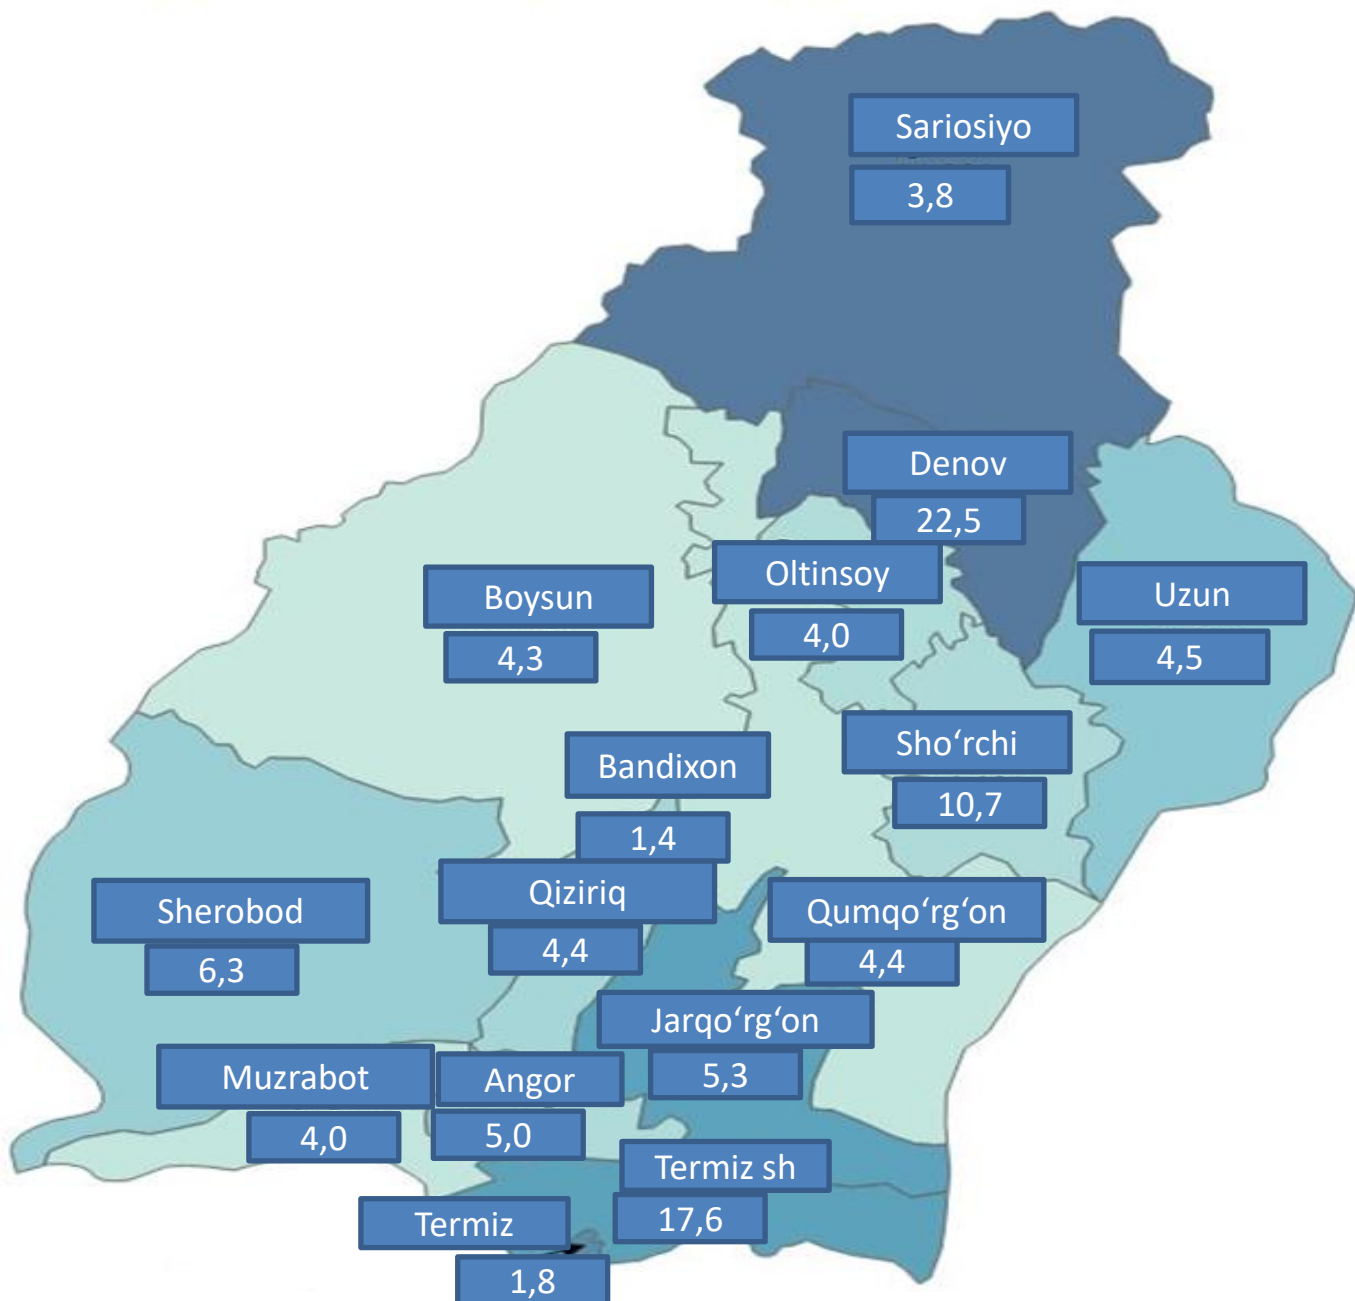 Sariosiyo
3,8
Denov
22,5
Oltinsoy
4,0
Boysun
4,3
Uzun
4,5
Sho‘rchi
10,7
Bandixon
1,4
Qiziriq
4,4
Qumqo‘rg‘on
4,4
Sherobod
6,3
Jarqo‘rg‘on
5,3
Muzrabot
4,0
Angor
5,0
Termiz sh
17,6
Termiz
1,8